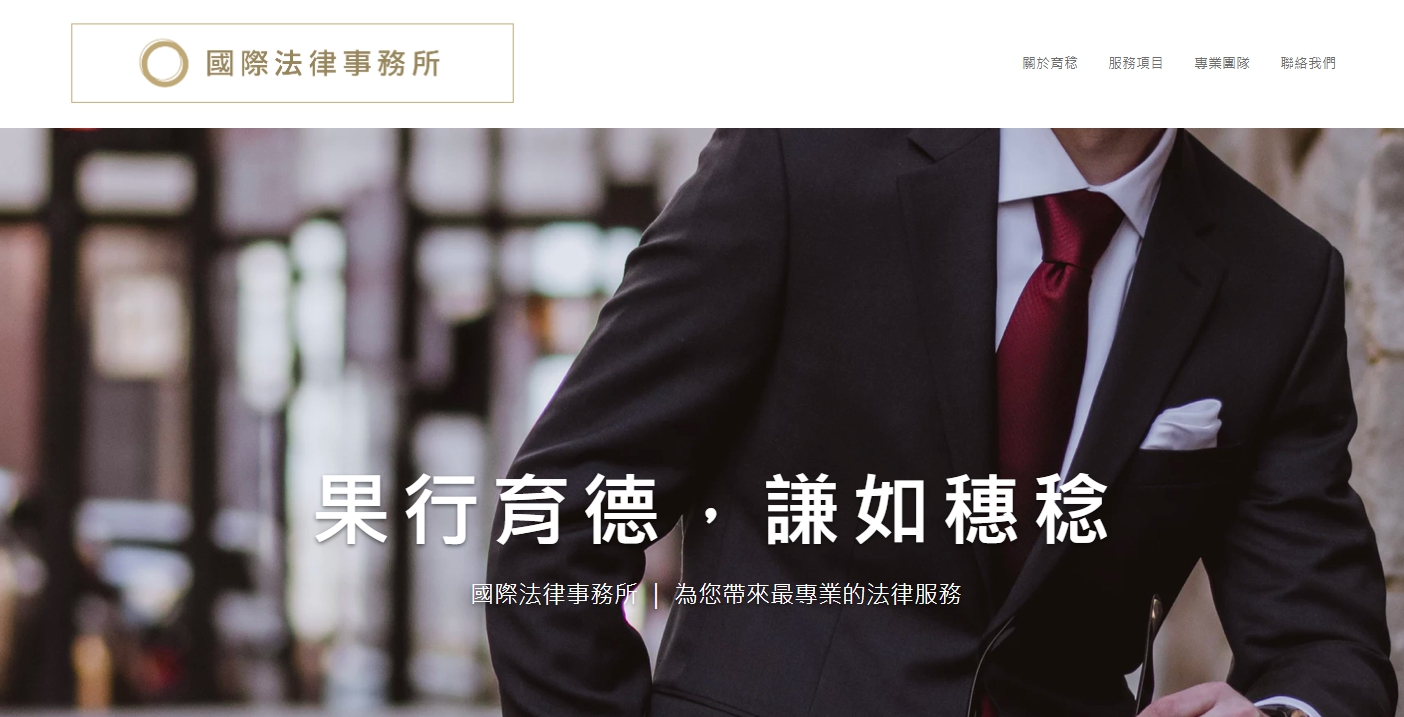 國際法律事務所
關於育稔 服務項目 專業團隊 聯絡我們
果行育德，謙如穗稔
國際法律事務所 | 為您帶來最專業的法律服務